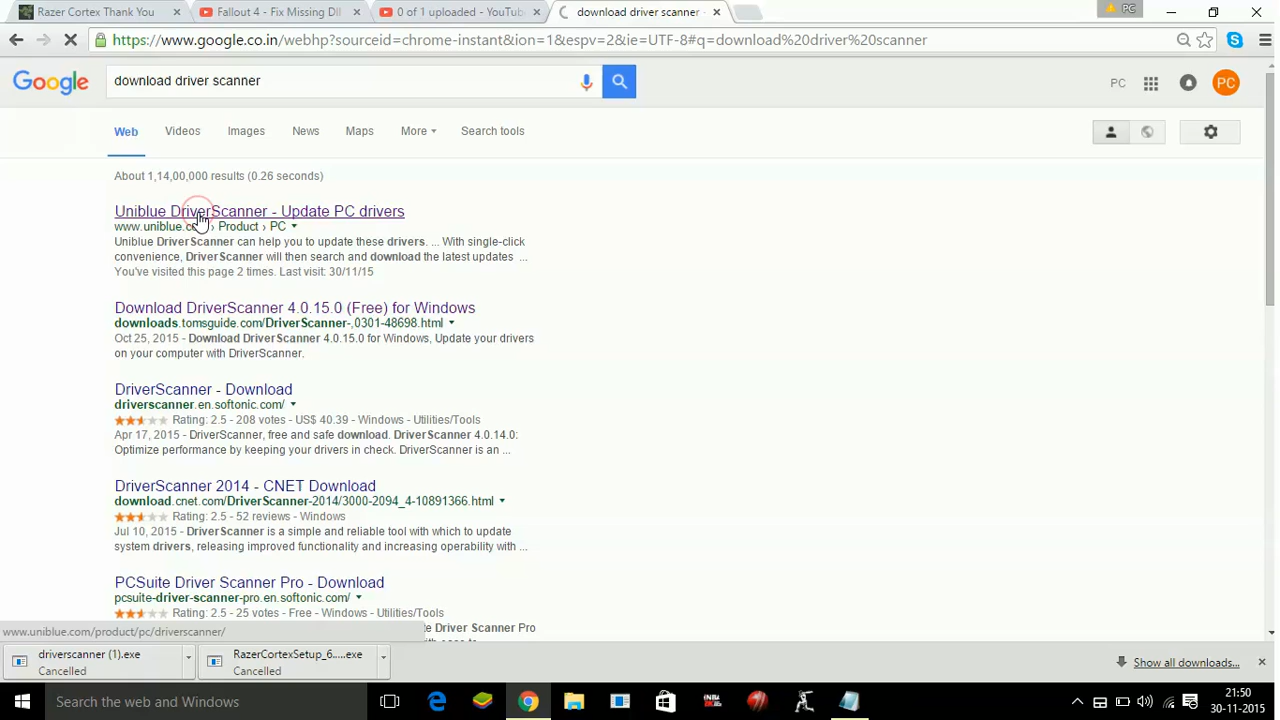 Razer Cortex Thank You
Fallout 4 - Fix Missing Dll
0 of 1 uploaded - YouTube
download driver scanner -
PC
https://www.google.co.in/webhp?sourceid=chrome-instant&ion=1&espv=2&ie=UTF-8#q=download%20driver%20scanner
Google
download driver scanner
PC
PC
Web Videos Images News Maps More Search tools
About 1,14,00,000 results (0.26 seconds)
Uniblue DriverScanner - Update PC drivers
www.uniblue.co › Product › PC
Uniblue DriverScanner can help you to update these drivers. ... With single-click
convenience, DriverScanner will then search and download the latest updates ...
You've visited this page 2 times. Last visit: 30/11/15
Download DriverScanner 4.0.15.0 (Free) for Windows
downloads.tomsguide.com/DriverScanner-,0301-48698.html
Oct 25, 2015 - Download DriverScanner 4.0.15.0 for Windows, Update your drivers
on your computer with DriverScanner.
DriverScanner - Download
driverscanner.en.softonic.com/
Rating: 2.5 - 208 votes - US$ 40.39 - Windows - Utilities/Tools
Apr 17, 2015 - DriverScanner, free and safe download. DriverScanner 4.0.14.0:
Optimize performance by keeping your drivers in check. DriverScanner is an ...
DriverScanner 2014 - CNET Download
download.cnet.com/DriverScanner-2014/3000-2094_4-10891366.html
Rating: 2.5 - 52 reviews - Windows
Jul 10, 2015 - DriverScanner is a simple and reliable tool with which to update
system drivers, releasing improved functionality and increasing operability with ...
PCSuite Driver Scanner Pro - Download
pcsuite-driver-scanner-pro.en.softonic.com/
Rating: 2.5 - 25 votes - Free - Windows - Utilities/Tools
te Driver Scanner Pro
www.uniblue.com/product/pc/driverscanner/
driverscanner (1).exe
Cancelled
RazerCortexSetup_6.....exe
Cancelled
Show all downloads...
Search the web and Windows
21:50
30-11-2015